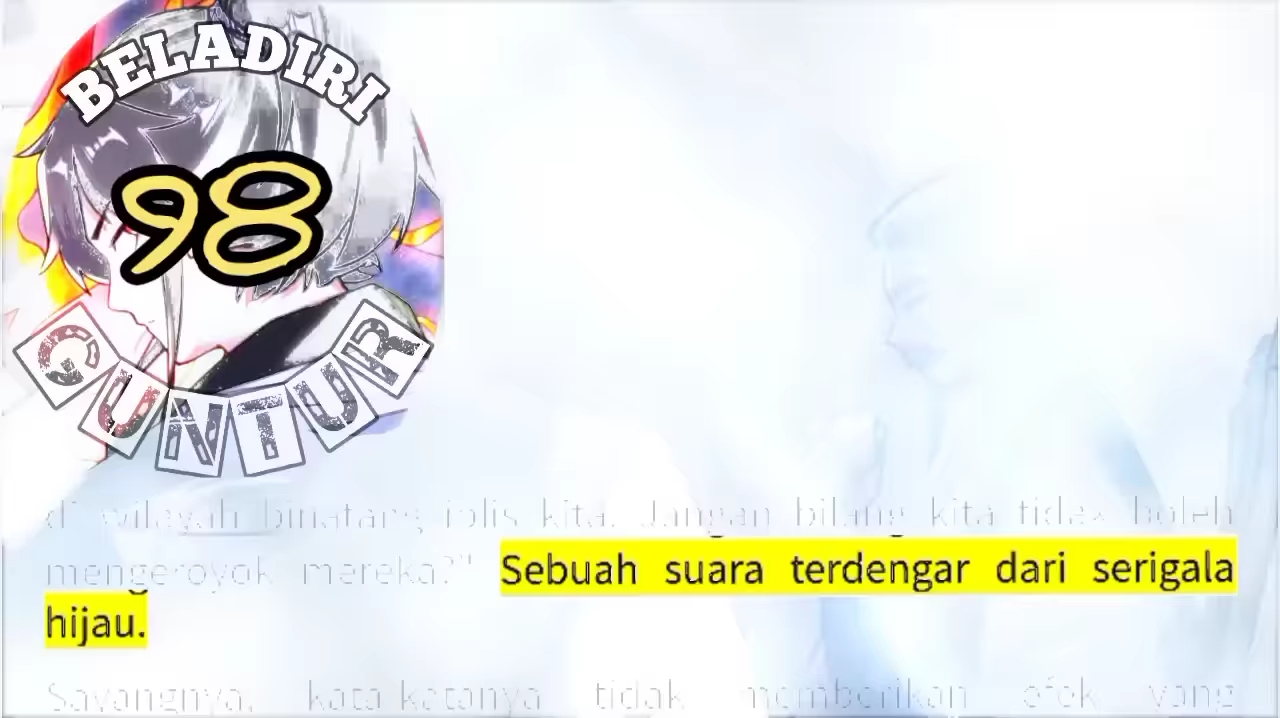 BELADIRI
98
GUNTUR
di wilayah binatang iblis kita. Jangan bilang kita tidak boleh
mengeroyok mereka?" Sebuah suara terdengar dari serigala
hijau.
Sayangnya, kata-katanya tidak memberikan efek yang